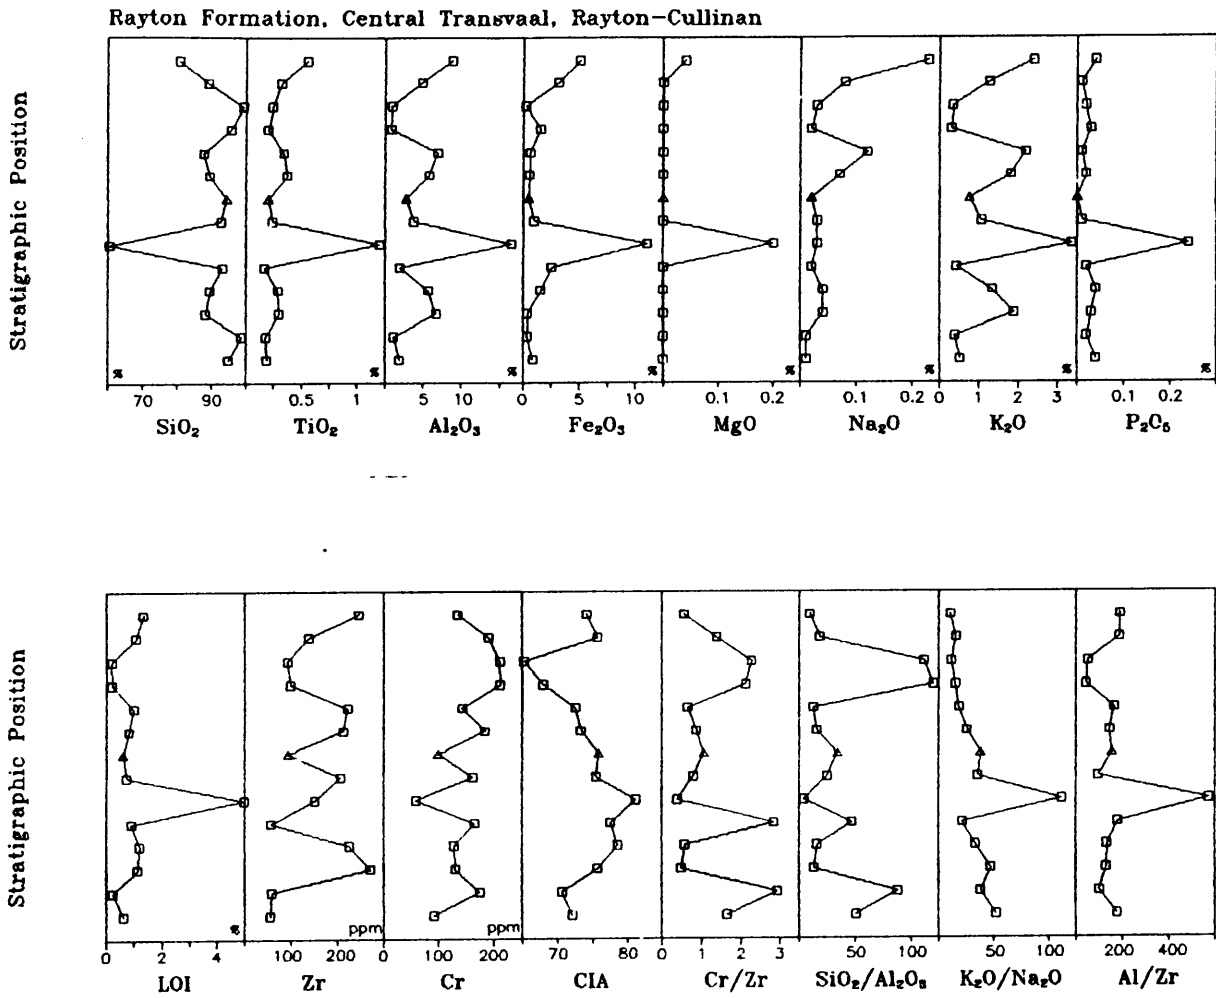 Rayton Formation, Central Transvaal, Rayton-Cullinan
Stratigraphic Position
% % % % % % % %
70 90 0.5 1 5 10 5 10 0.1 0.2 0.1 0.2 0 1 2 3 0.1 0.2
SiO₂ TiO₂ Al₂O₃ Fe₂O₃ MgO Na₂O K₂O P₂O₅
Stratigraphic Position
% ppm ppm
0 2 4 100 200 100 200 70 80 0 1 2 3 50 100 50 100 200 400
LOI Zr Cr CIA Cr/Zr SiO₂/Al₂O₃ K₂O/Na₂O Al/Zr